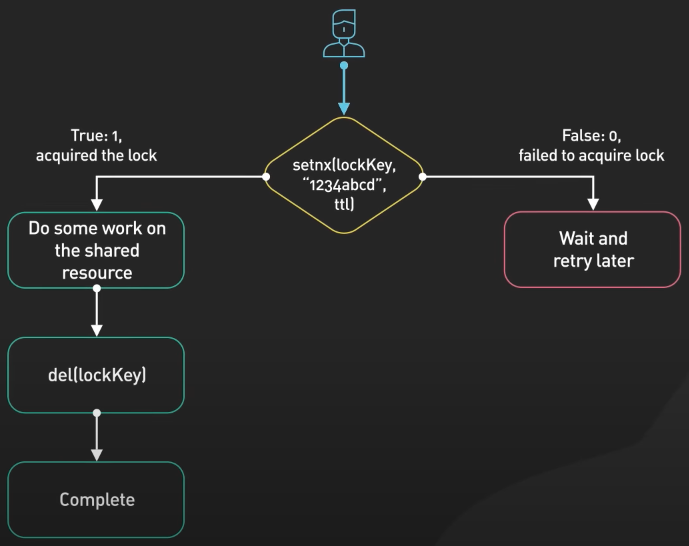 True: 1,
acquired the lock
False: 0,
failed to acquire lock
setnx(lockKey,
“1234abcd”,
ttl)
Do some work on
the shared
resource
Wait and
retry later
del(lockKey)
Complete